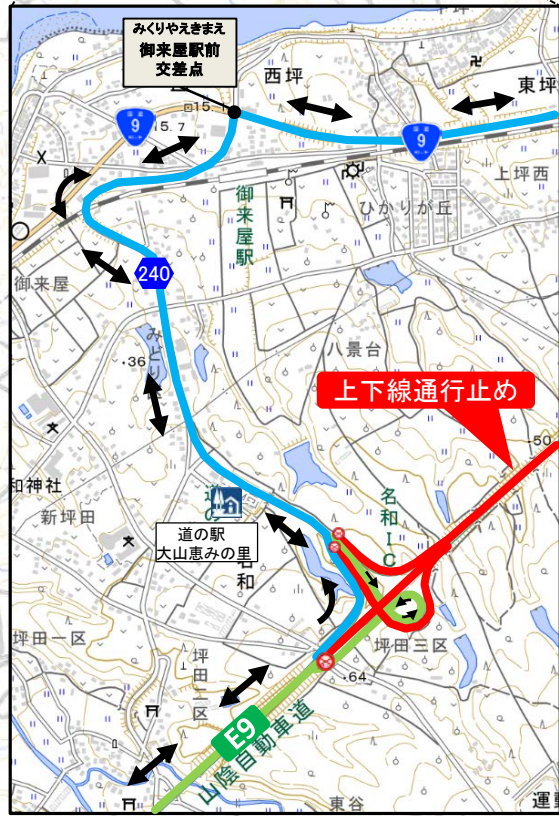 みくりやえきまえ
御来屋駅前
交差点
西坪
東坪
15.
9
15.7
9
上坪西
御来屋駅
ひかりが丘
御来屋
240
みどり
・36
八景台
上下線通行止め
-50
和神社
新坪田
道の
名和IC
道の駅
大山恵みの里
名和
坪田一区
坪田二区
坪田三区
・64
E9
山陰自動車道
東谷